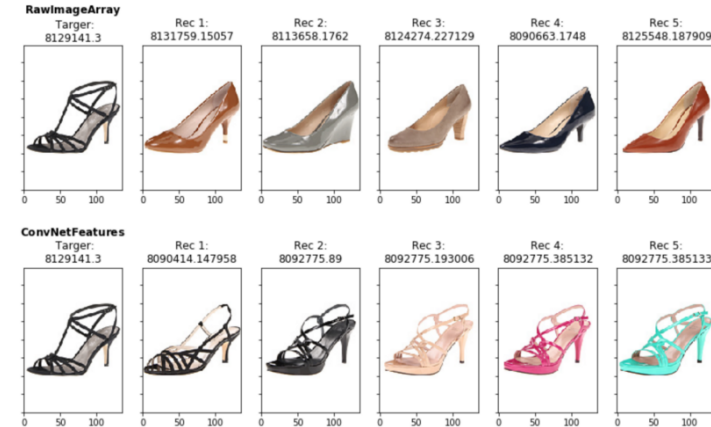 RawImageArray
Targer: Rec 1: Rec 2: Rec 3: Rec 4: Rec 5:
8129141.3 8131759.15057 8113658.1762 8124274.227129 8090663.1748 8125548.187909
0 50 100 0 50 100 0 50 100 0 50 100 0 50 100 0 50 100
ConvNetFeatures
Targer: Rec 1: Rec 2: Rec 3: Rec 4: Rec 5:
8129141.3 8090414.147958 8092775.89 8092775.193006 8092775.385132 8092775.385133
0 50 100 0 50 100 0 50 100 0 50 100 0 50 100 0 50 100